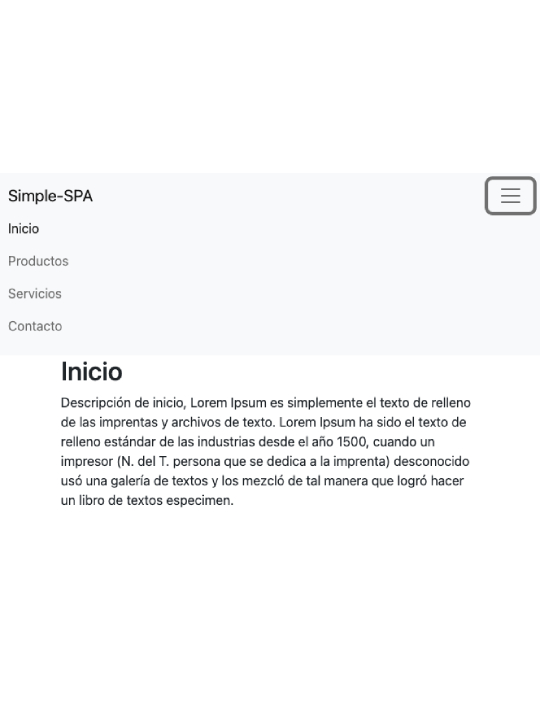 Simple-SPA
Inicio
Productos
Servicios
Contacto
Inicio
Descripción de inicio, Lorem Ipsum es simplemente el texto de relleno
de las imprentas y archivos de texto. Lorem Ipsum ha sido el texto de
relleno estándar de las industrias desde el año 1500, cuando un
impresor (N. del T. persona que se dedica a la imprenta) desconocido
usó una galería de textos y los mezcló de tal manera que logró hacer
un libro de textos especimen.